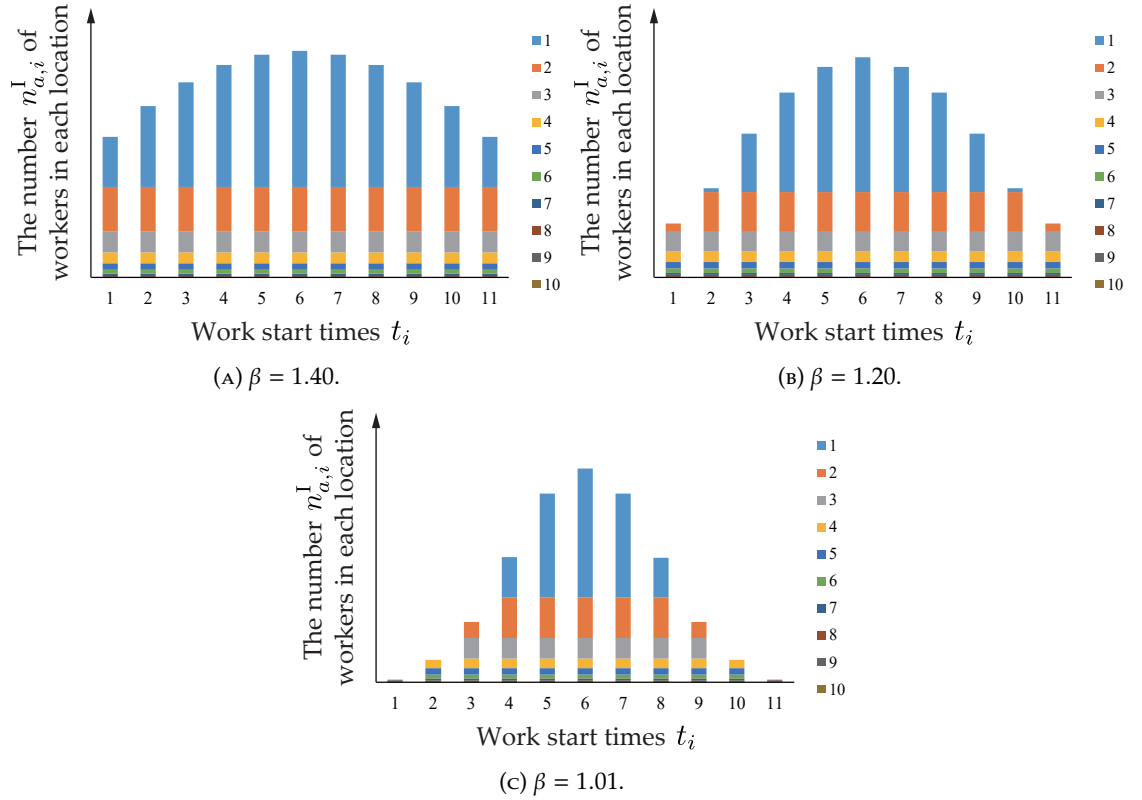 The number n^I_{a,i} of
workers in each location
1
2
3
4
5
6
7
8
9
10
1 2 3 4 5 6 7 8 9 10 11
Work start times t_i
(A) β = 1.40.
The number n^I_{a,i} of
workers in each location
1
2
3
4
5
6
7
8
9
10
1 2 3 4 5 6 7 8 9 10 11
Work start times t_i
(B) β = 1.20.
The number n^I_{a,i} of
workers in each location
1
2
3
4
5
6
7
8
9
10
1 2 3 4 5 6 7 8 9 10 11
Work start times t_i
(C) β = 1.01.